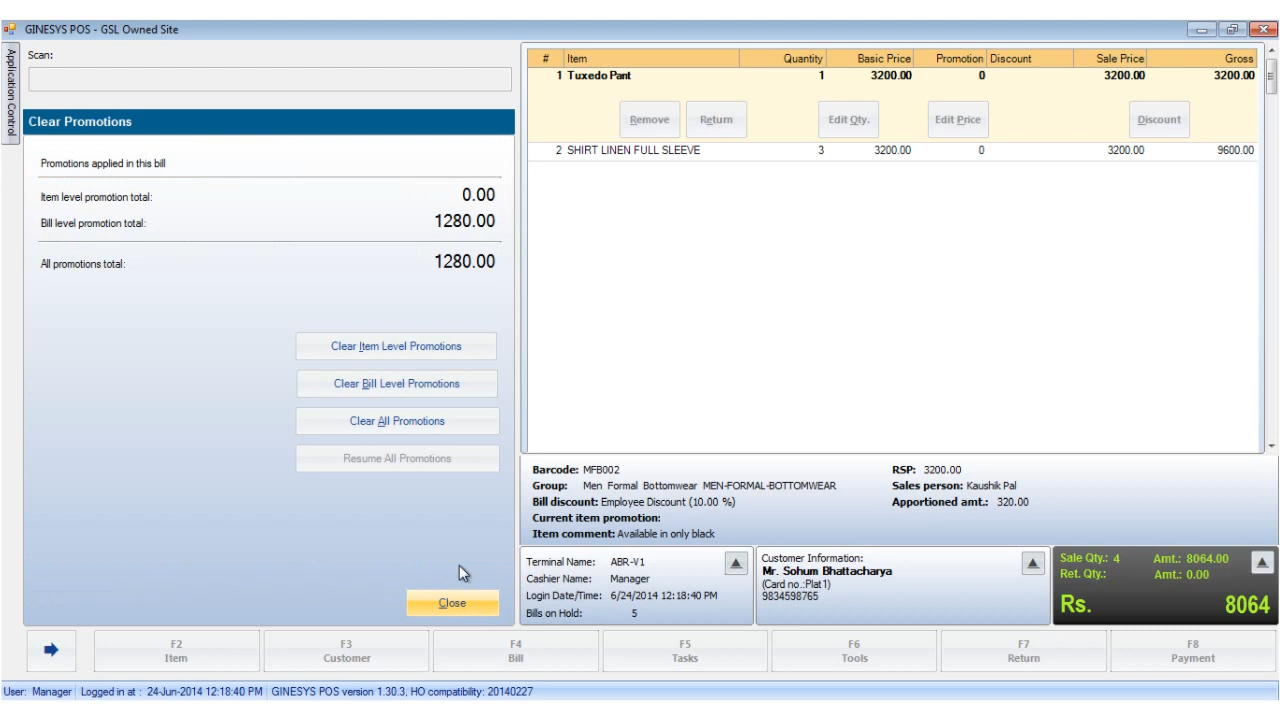 GINESYS POS - GSL Owned Site
Application Control
Scan:
Clear Promotions
Promotions applied in this bill
Item level promotion total: 0.00
Bill level promotion total: 1280.00
All promotions total: 1280.00
Clear Item Level Promotions
Clear Bill Level Promotions
Clear All Promotions
Resume All Promotions
Close
# Item Quantity Basic Price Promotion Discount Sale Price Gross
1 Tuxedo Pant 1 3200.00 0 3200.00 3200.00
Remove Return Edit Qty. Edit Price Discount
2 SHIRT LINEN FULL SLEEVE 3 3200.00 0 3200.00 9600.00
Barcode: MFB002 RSP: 3200.00
Group: Men Formal Bottomwear MEN-FORMAL-BOTTOMWEAR Sales person: Kaushik Pal
Bill discount: Employee Discount (10.00 %) Apportioned amt.: 320.00
Current item promotion:
Item comment: Available in only black
Terminal Name: ABR-V1
Cashier Name: Manager
Login Date/Time: 6/24/2014 12:18:40 PM
Bills on Hold: 5
Customer Information:
Mr. Sohum Bhattacharya
(Card no.:Plat1)
9834598765
Sale Qty.: 4 Amt.: 8064.00
Ret. Qty.: Amt.: 0.00
Rs. 8064
F2 F3 F4 F5 F6 F7 F8
Item Customer Bill Tasks Tools Return Payment
User: Manager Logged in at : 24-Jun-2014 12:18:40 PM GINESYS POS version 1.30.3, HO compatibility: 20140227